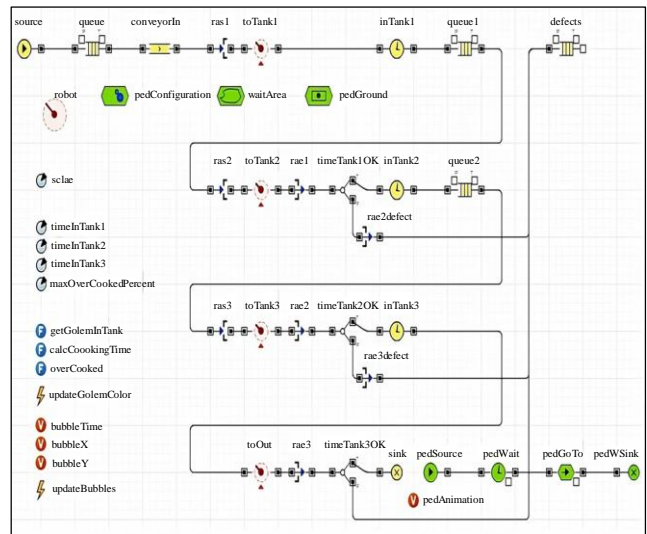 source queue conveyorIn ras1 toTank1 inTank1 queue1 defects
robot pedConfiguration waitArea pedGround
ras2 toTank2 rae1 timeTank1OK inTank2 queue2
sclae
rae2defect
timeInTank1
timeInTank2
timeInTank3
maxOverCookedPercent
ras3 toTank3 rae2 timeTank2OK inTank3
getGolemInTank
calcCoookingTime
rae3defect
overCooked
updateGolemColor
bubbleTime
bubbleX
toOut rae3 timeTank3OK sink pedSource pedWait pedGoTo pedWSink
bubbleY
updateBubbles
pedAnimation